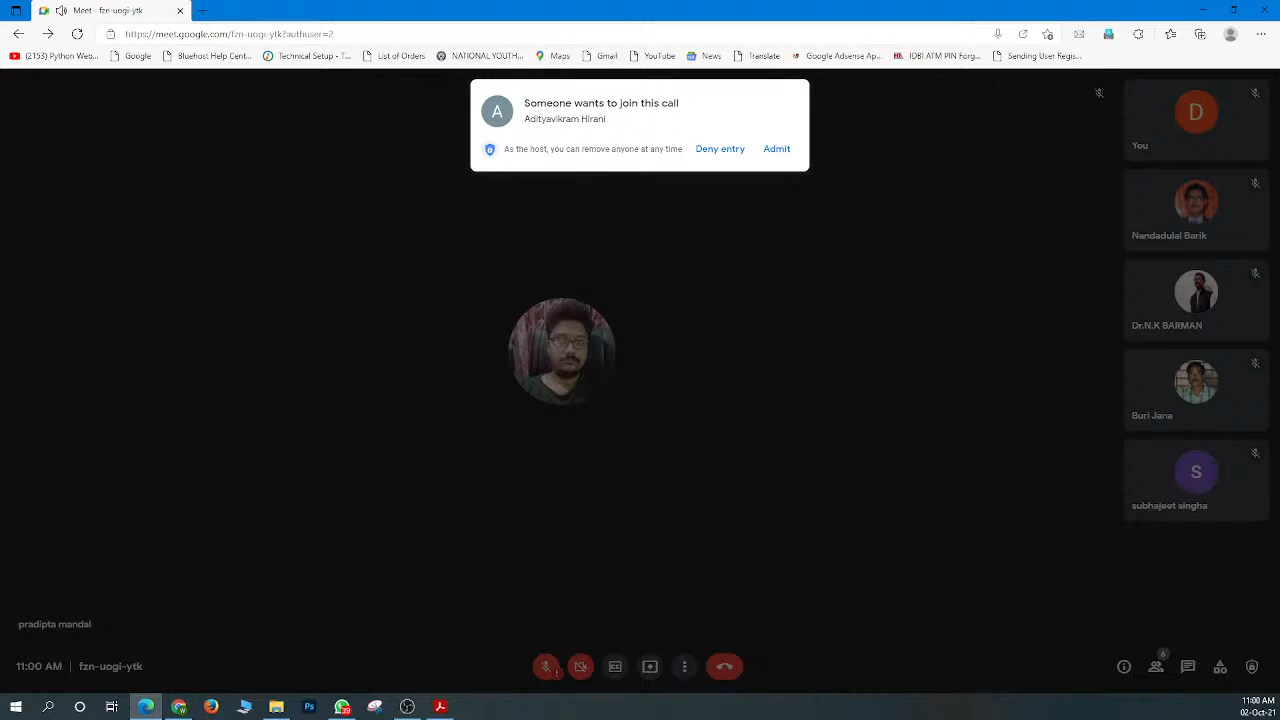 Meet - fzn-uogi-ytk
https://meet.google.com/fzn-uogi-ytk?authuser=2
(2153) Python Web... Google Bluehost Help Cent... Technical Setup - T... List of Orders NATIONAL YOUTH... Maps Gmail YouTube News Translate Google Adsense Ap... IDBI ATM PIN Forg... Sending User Regis...
A
Someone wants to join this call
Adityavikram Hirani
As the host, you can remove anyone at any time Deny entry Admit
D
You
Nandadulal Barik
Dr.N.K BARMAN
Buri Jana
S
subhajeet singha
pradipta mandal
11:00 AM | fzn-uogi-ytk
6
39
11:00 AM
02-Oct-21